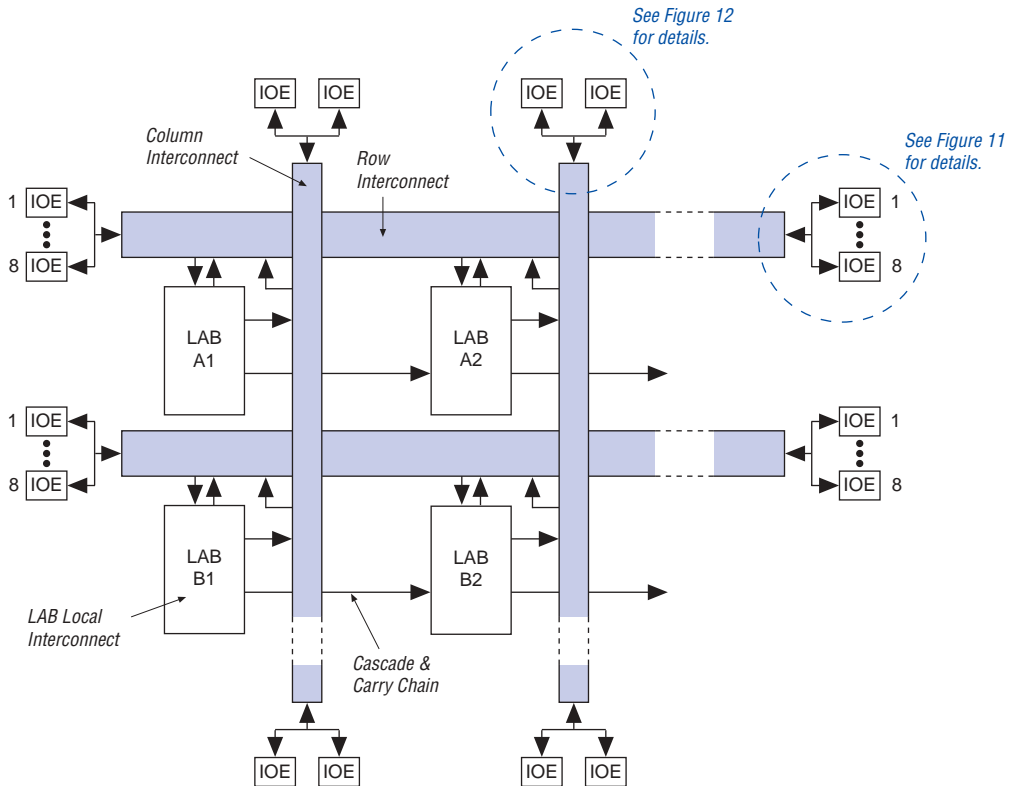 See Figure 12
for details.
IOE IOE IOE IOE
Column
Interconnect
Row
Interconnect
See Figure 11
for details.
1 IOE IOE 1
8 IOE IOE 8
LAB
A1
LAB
A2
1 IOE IOE 1
8 IOE IOE 8
LAB
B1
LAB
B2
LAB Local
Interconnect
Cascade &
Carry Chain
IOE IOE IOE IOE